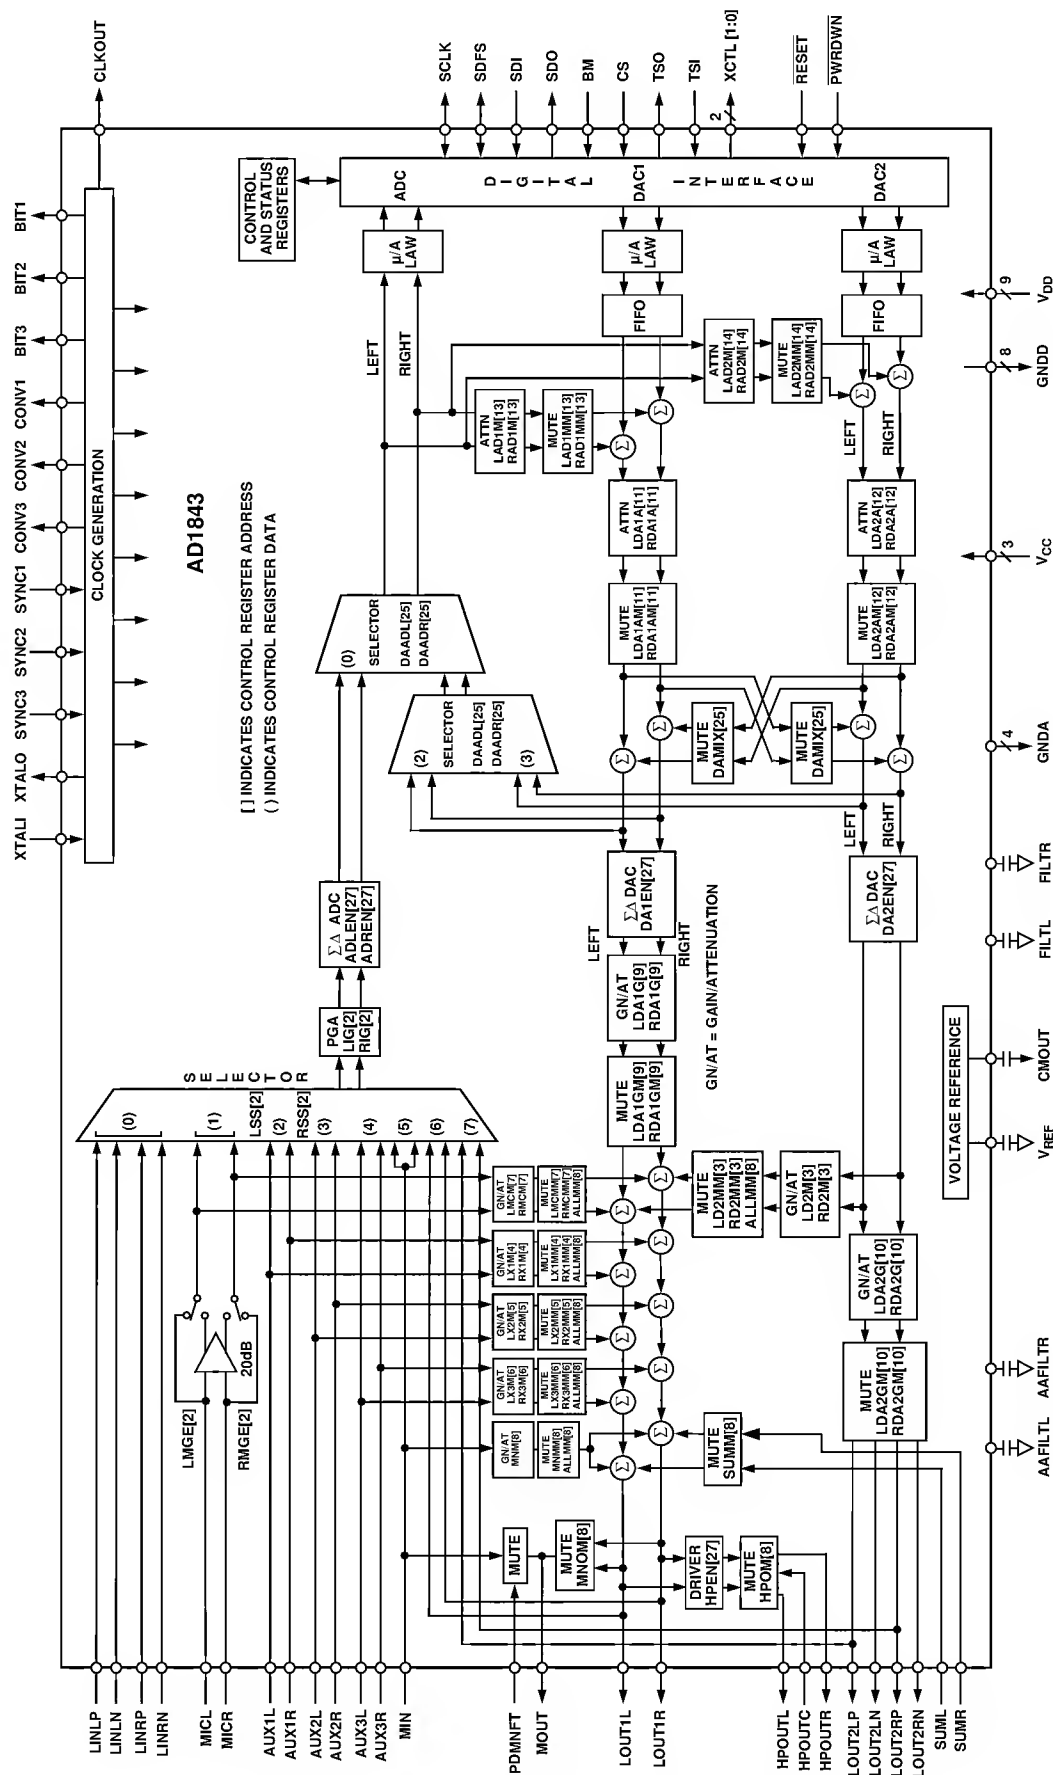 CLKOUT
SCLK
SDFS
SDI
SDO
BM
CS
TSO
TSI
XCTL [1:0]
RESET
PWRDWN
2
BIT1
BIT2
BIT3
CONV1
CONV2
CONV3
SYNC1
SYNC2
SYNC3
XTALO
XTALI
CLOCK GENERATION
CONTROL
AND STATUS
REGISTERS
ADC
DIGITAL
DAC1
INTERFACE
DAC2
AD1843
[ ] INDICATES CONTROL REGISTER ADDRESS
( ) INDICATES CONTROL REGISTER DATA
μ/A
LAW
μ/A
LAW
μ/A
LAW
FIFO
FIFO
LEFT
RIGHT
ATTN
LAD1M[13]
RAD1M[13]
MUTE
LAD1MM[13]
RAD1MM[13]
ATTN
LAD2M[14]
RAD2M[14]
MUTE
LAD2MM[14]
RAD2MM[14]
Σ
Σ
Σ
Σ
LEFT
RIGHT
ATTN
LDA1A[11]
RDA1A[11]
ATTN
LDA2A[12]
RDA2A[12]
MUTE
LDA1AM[11]
RDA1AM[11]
MUTE
LDA2AM[12]
RDA2AM[12]
(0)
SELECTOR
DAADL[25]
DAADR[25]
(2)
SELECTOR
DAADL[25]
DAADR[25]
(3)
Σ
Σ
MUTE
DAMIX[25]
MUTE
DAMIX[25]
Σ
Σ
LEFT
RIGHT
ΣΔ ADC
ADLEN[27]
ADREN[27]
ΣΔ DAC
DA1EN[27]
ΣΔ DAC
DA2EN[27]
LEFT
RIGHT
PGA
LIG[2]
RIG[2]
GN/AT
LDA1G[9]
RDA1G[9]
MUTE
LDA1GM[9]
RDA1GM[9]
GN/AT = GAIN/ATTENUATION
SELECTOR
(0)
(1)
LSS[2]
(2)
RSS[2]
(3)
(4)
(5)
(6)
(7)
GN/AT
LMCM[7]
RMCM[7]
MUTE
LMCMM[7]
RMCMM[7]
ALLMM[8]
Σ
Σ
MUTE
LD2MM[3]
RD2MM[3]
ALLMM[8]
GN/AT
LD2M[3]
RD2M[3]
GN/AT
LX1M[4]
RX1M[4]
MUTE
LX1MM[4]
RX1MM[4]
ALLMM[8]
Σ
Σ
GN/AT
LX2M[5]
RX2M[5]
MUTE
LX2MM[5]
RX2MM[5]
ALLMM[8]
Σ
Σ
GN/AT
LX3M[6]
RX3M[6]
MUTE
LX3MM[6]
RX3MM[6]
ALLMM[8]
Σ
Σ
GN/AT
MNM[8]
MUTE
MNMM[8]
ALLMM[8]
Σ
Σ
MUTE
SUMM[8]
GN/AT
LDA2G[10]
RDA2G[10]
MUTE
LDA2GM[10]
RDA2GM[10]
20dB
LMGE[2]
RMGE[2]
MUTE
MUTE
MNOM[8]
DRIVER
HPEN[27]
MUTE
HPOM[8]
VOLTAGE REFERENCE
9
VDD
8
GNDD
3
VCC
4
GNDA
FILTR
FILTL
CMOUT
VREF
AAFILTR
AAFILTL
LINLP
LINLN
LINRP
LINRN
MICL
MICR
AUX1L
AUX1R
AUX2L
AUX2R
AUX3L
AUX3R
MIN
PDMNFT
MOUT
LOUT1L
LOUT1R
HPOUTL
HPOUTC
HPOUTR
LOUT2LP
LOUT2LN
LOUT2RP
LOUT2RN
SUML
SUMR